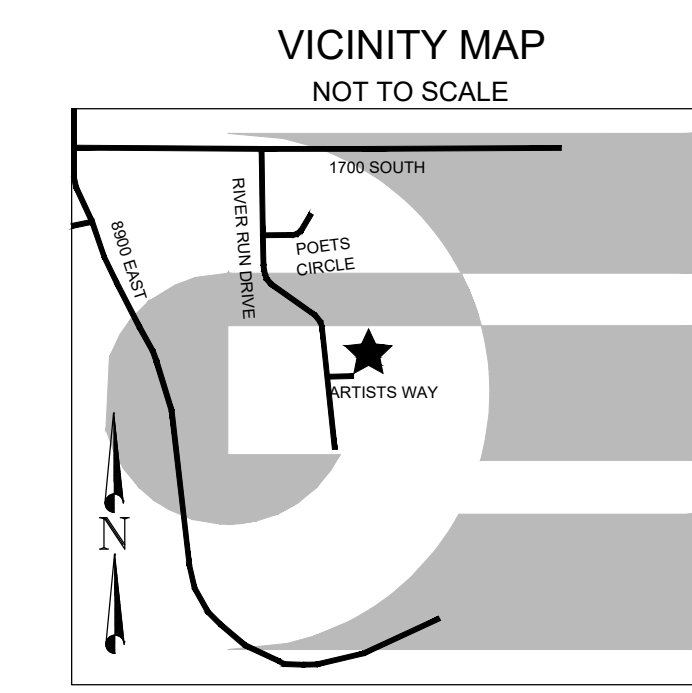 VICINITY MAP
NOT TO SCALE
1700 SOUTH
RIVER RUN DRIVE
8900 EAST
POETS
CIRCLE
ARTISTS WAY
N